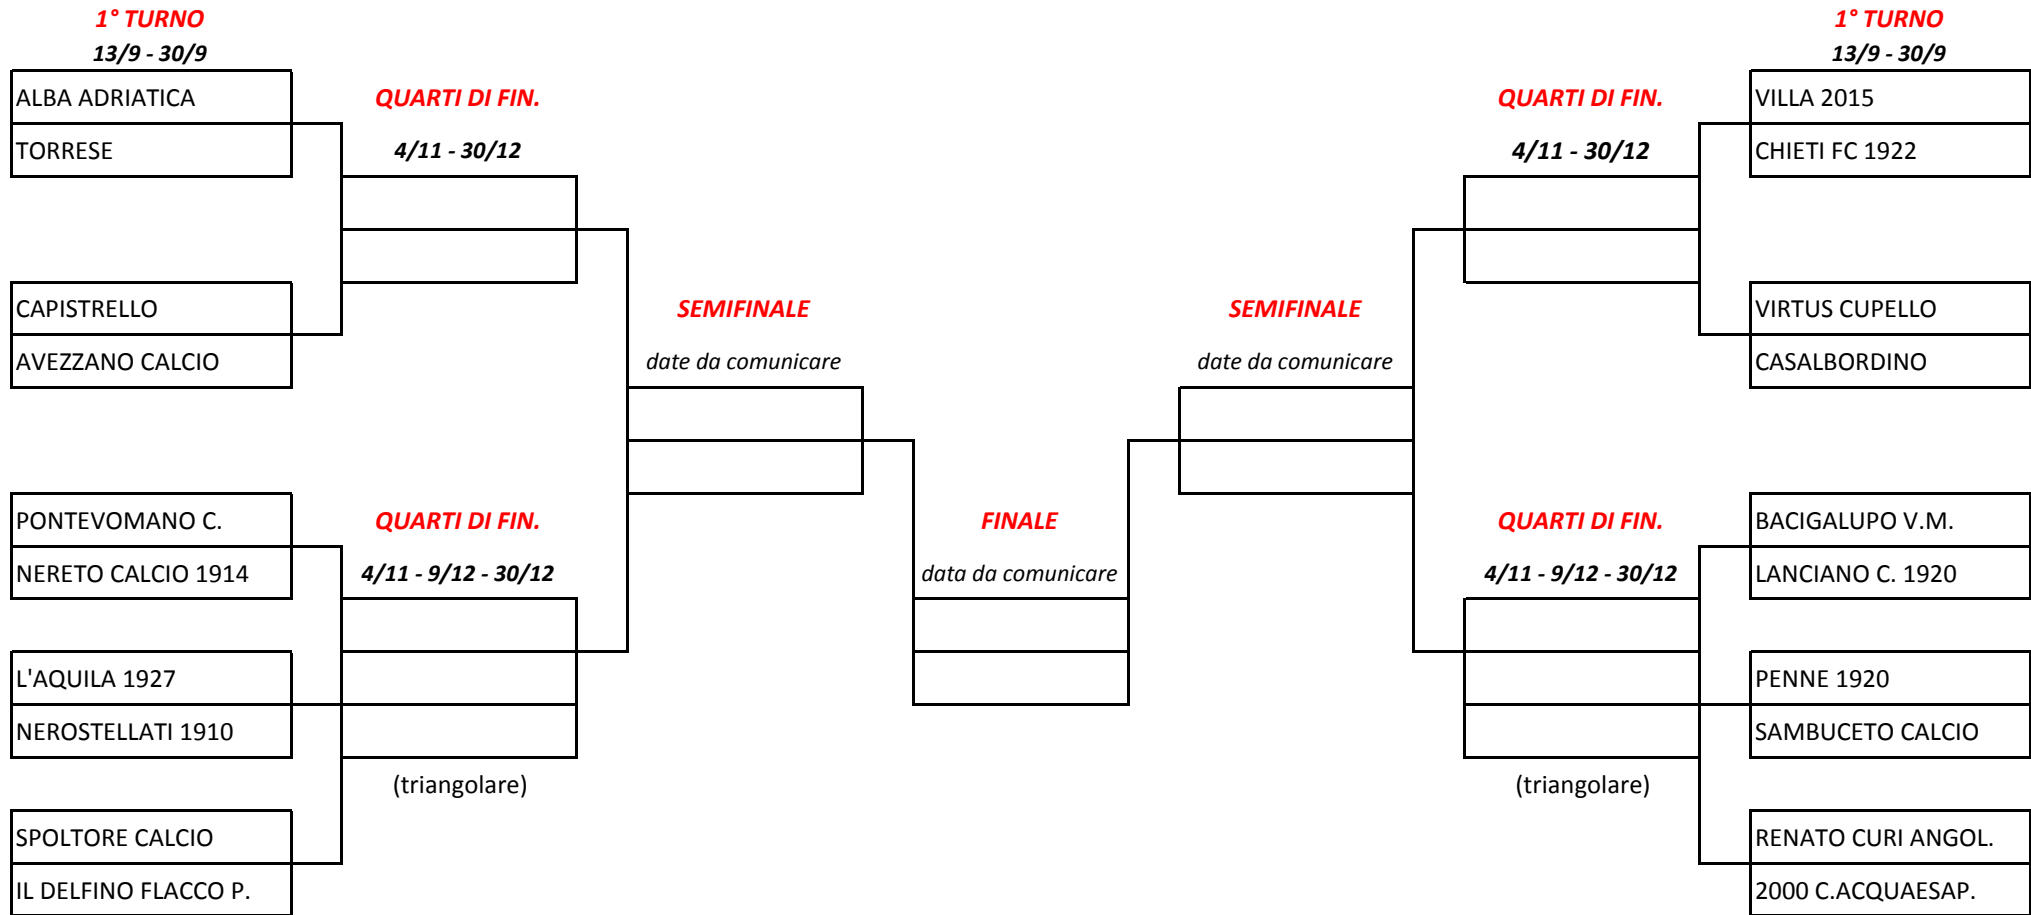 1° TURNO
13/9 - 30/9
ALBA ADRIATICA
TORRESE
CAPISTRELLO
AVEZZANO CALCIO
PONTEVOMANO C.
NERETO CALCIO 1914
L'AQUILA 1927
NEROSTELLATI 1910
SPOLTORE CALCIO
IL DELFINO FLACCO P.
QUARTI DI FIN.
4/11 - 30/12
QUARTI DI FIN.
4/11 - 9/12 - 30/12
(triangolare)
SEMIFINALE
date da comunicare
FINALE
data da comunicare
SEMIFINALE
date da comunicare
QUARTI DI FIN.
4/11 - 30/12
QUARTI DI FIN.
4/11 - 9/12 - 30/12
(triangolare)
1° TURNO
13/9 - 30/9
VILLA 2015
CHIETI FC 1922
VIRTUS CUPELLO
CASALBORDINO
BACIGALUPO V.M.
LANCIANO C. 1920
PENNE 1920
SAMBUCETO CALCIO
RENATO CURI ANGOL.
2000 C.ACQUAESAP.